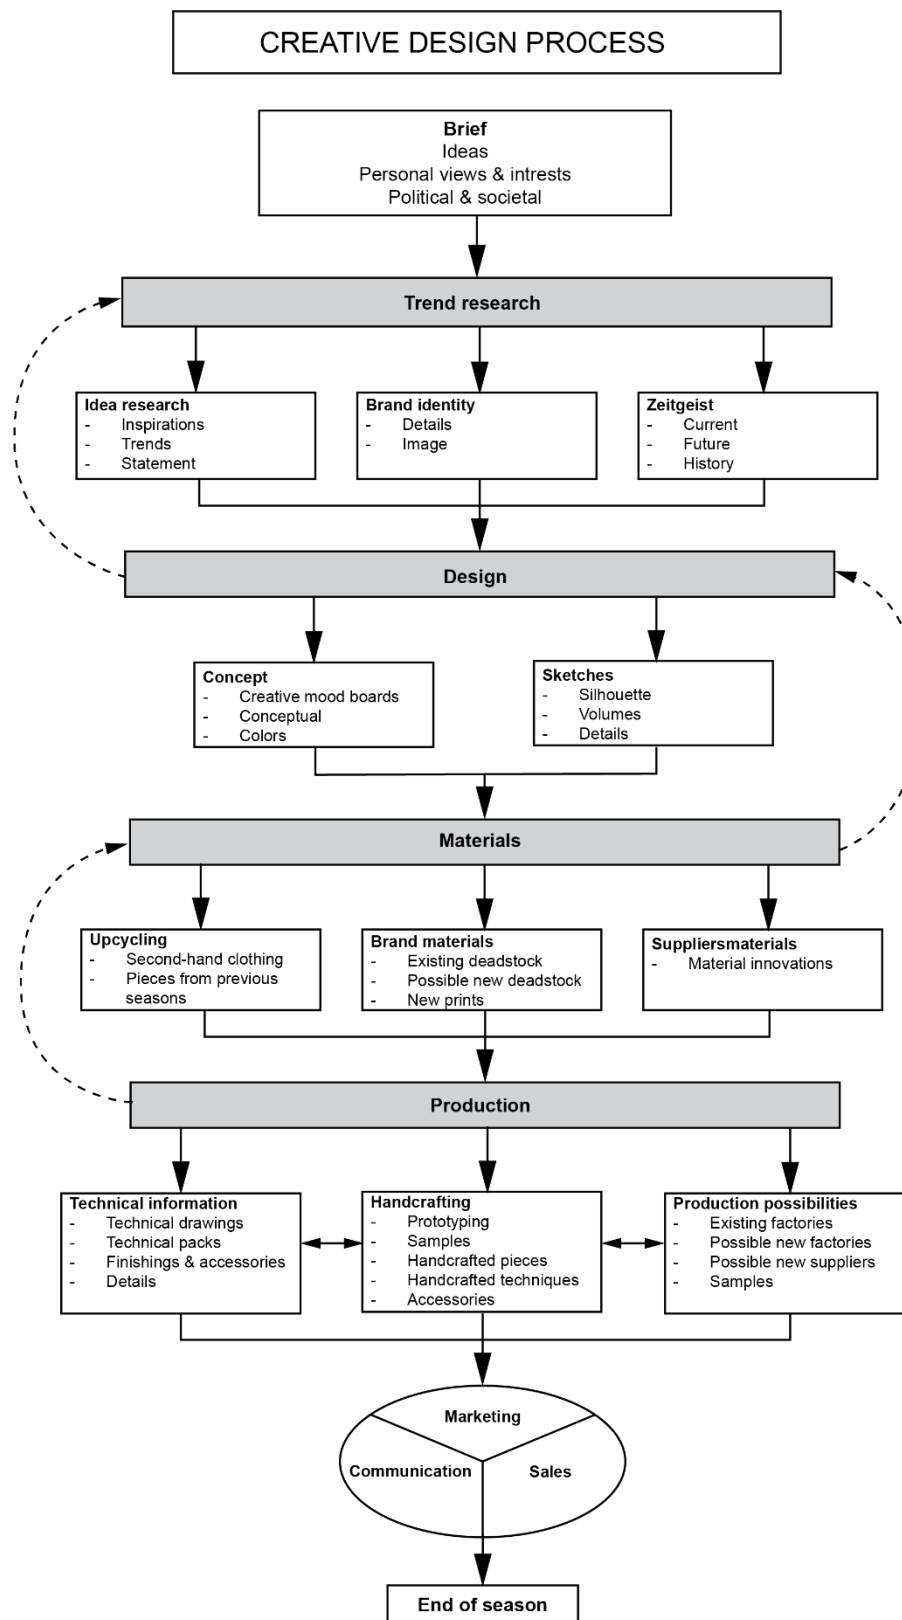 CREATIVE DESIGN PROCESS
Brief
Ideas
Personal views & intrests
Political & societal
Trend research
Idea research
- Inspirations
- Trends
- Statement
Brand identity
- Details
- Image
Zeitgeist
- Current
- Future
- History
Design
Concept
- Creative mood boards
- Conceptual
- Colors
Sketches
- Silhouette
- Volumes
- Details
Materials
Upcycling
- Second-hand clothing
- Pieces from previous
seasons
Brand materials
- Existing deadstock
- Possible new deadstock
- New prints
Suppliersmaterials
- Material innovations
Production
Technical information
- Technical drawings
- Technical packs
- Finishings & accessories
- Details
Handcrafting
- Prototyping
- Samples
- Handcrafted pieces
- Handcrafted techniques
- Accessories
Production possibilities
- Existing factories
- Possible new factories
- Possible new suppliers
- Samples
Marketing
Communication
Sales
End of season